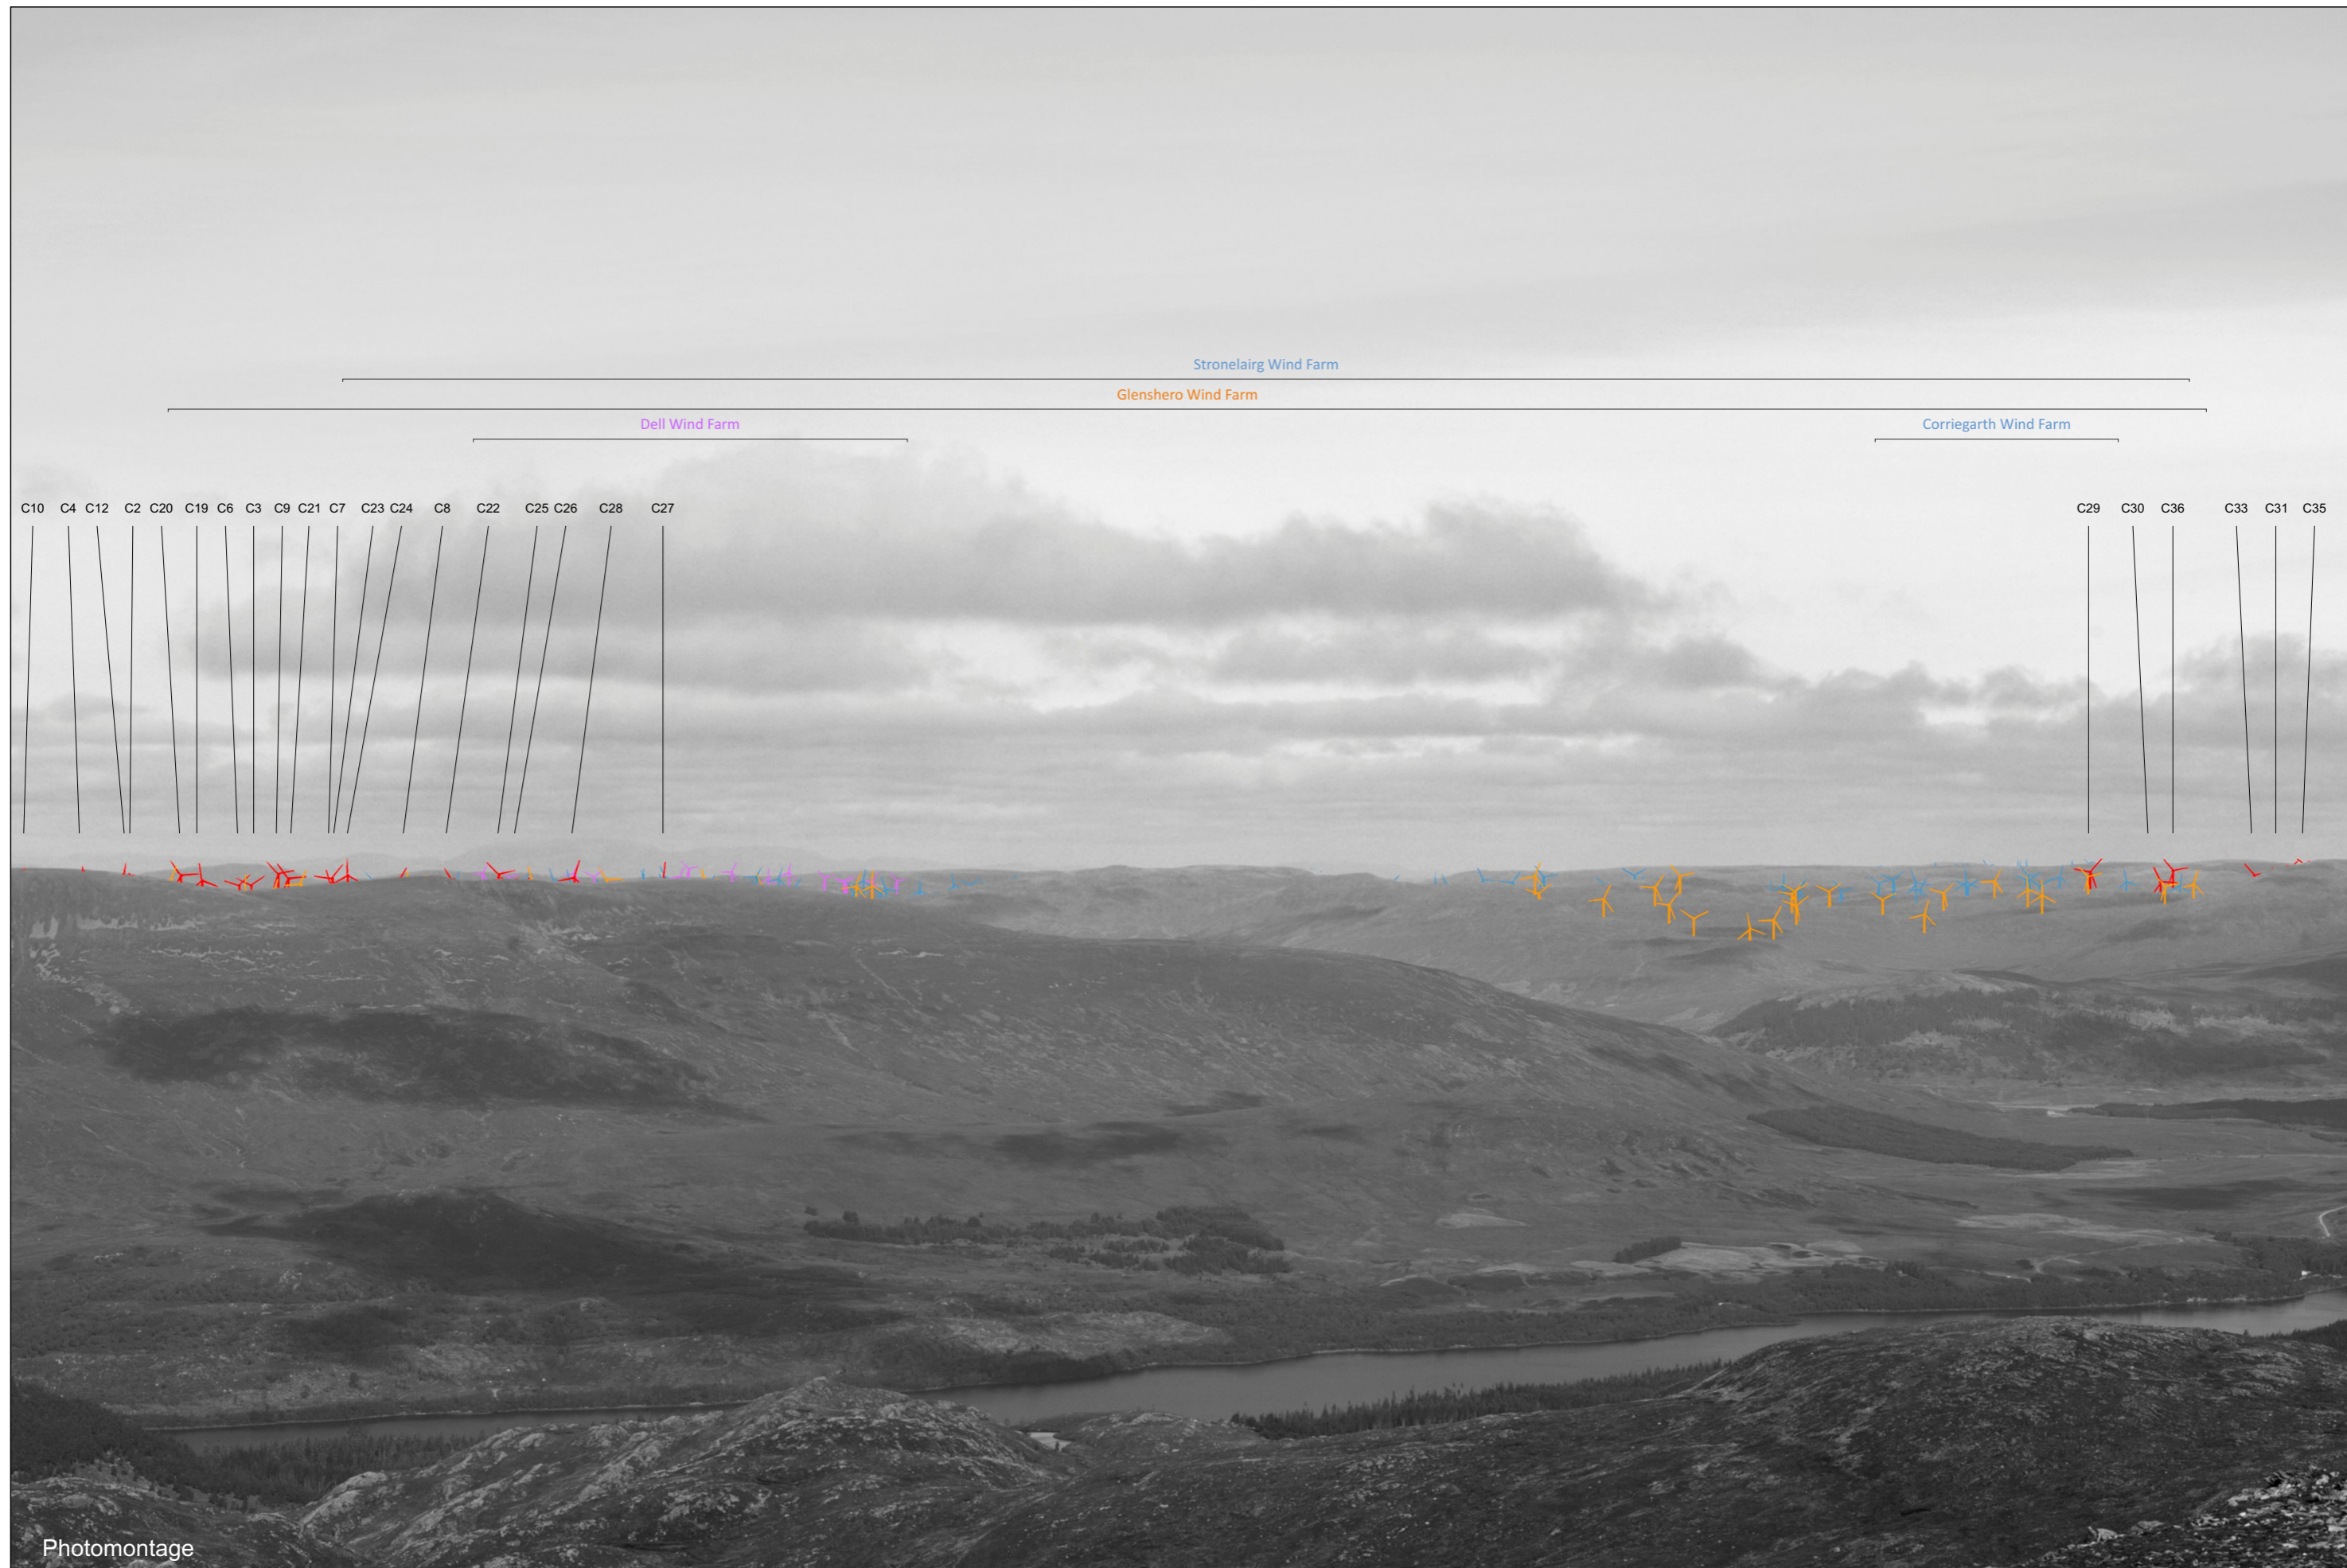 Stronelairg Wind Farm
Glenshero Wind Farm
Dell Wind Farm Corriegarth Wind Farm
C10 C4 C12 C2 C20 C19 C6 C3 C9 C21 C7 C23 C24 C8 C22 C25 C26 C28 C27 C29 C30 C36 C33 C31 C35
Photomontage